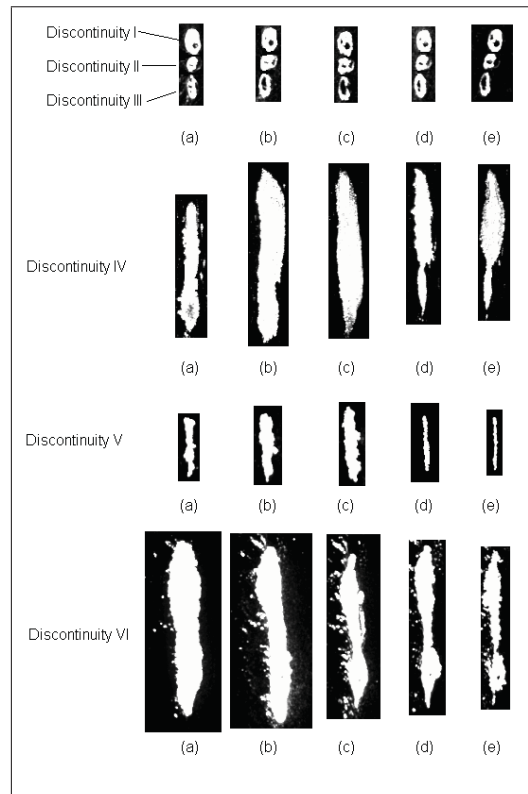 Discontinuity I
Discontinuity II
Discontinuity III
(a) (b) (c) (d) (e)
Discontinuity IV
(a) (b) (c) (d) (e)
Discontinuity V
(a) (b) (c) (d) (e)
Discontinuity VI
(a) (b) (c) (d) (e)